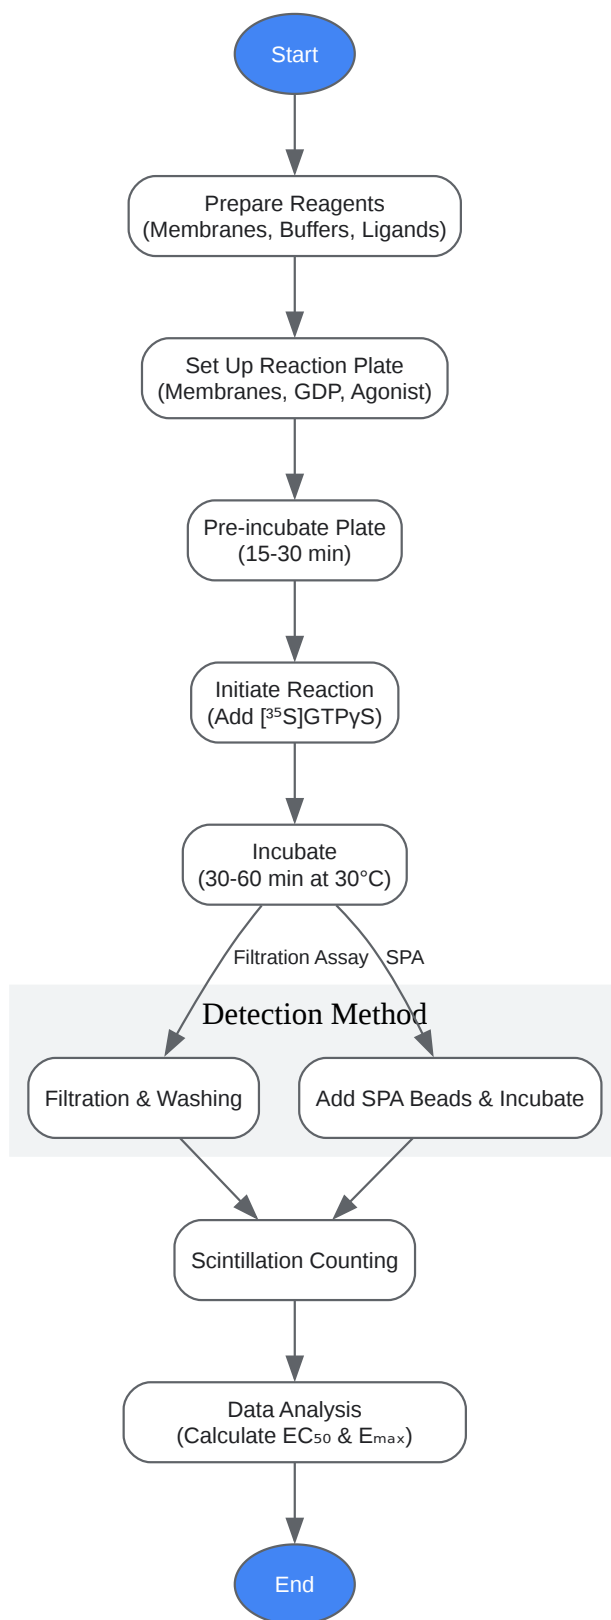 Start
Prepare Reagents
(Membranes, Buffers, Ligands)
Set Up Reaction Plate
(Membranes, GDP, Agonist)
Pre-incubate Plate
(15-30 min)
Initiate Reaction
(Add [³⁵S]GTPγS)
Incubate
(30-60 min at 30°C)
Filtration Assay
SPA
Detection Method
Filtration & Washing
Add SPA Beads & Incubate
Scintillation Counting
Data Analysis
(Calculate EC₅₀ & Eₘₐₓ)
End